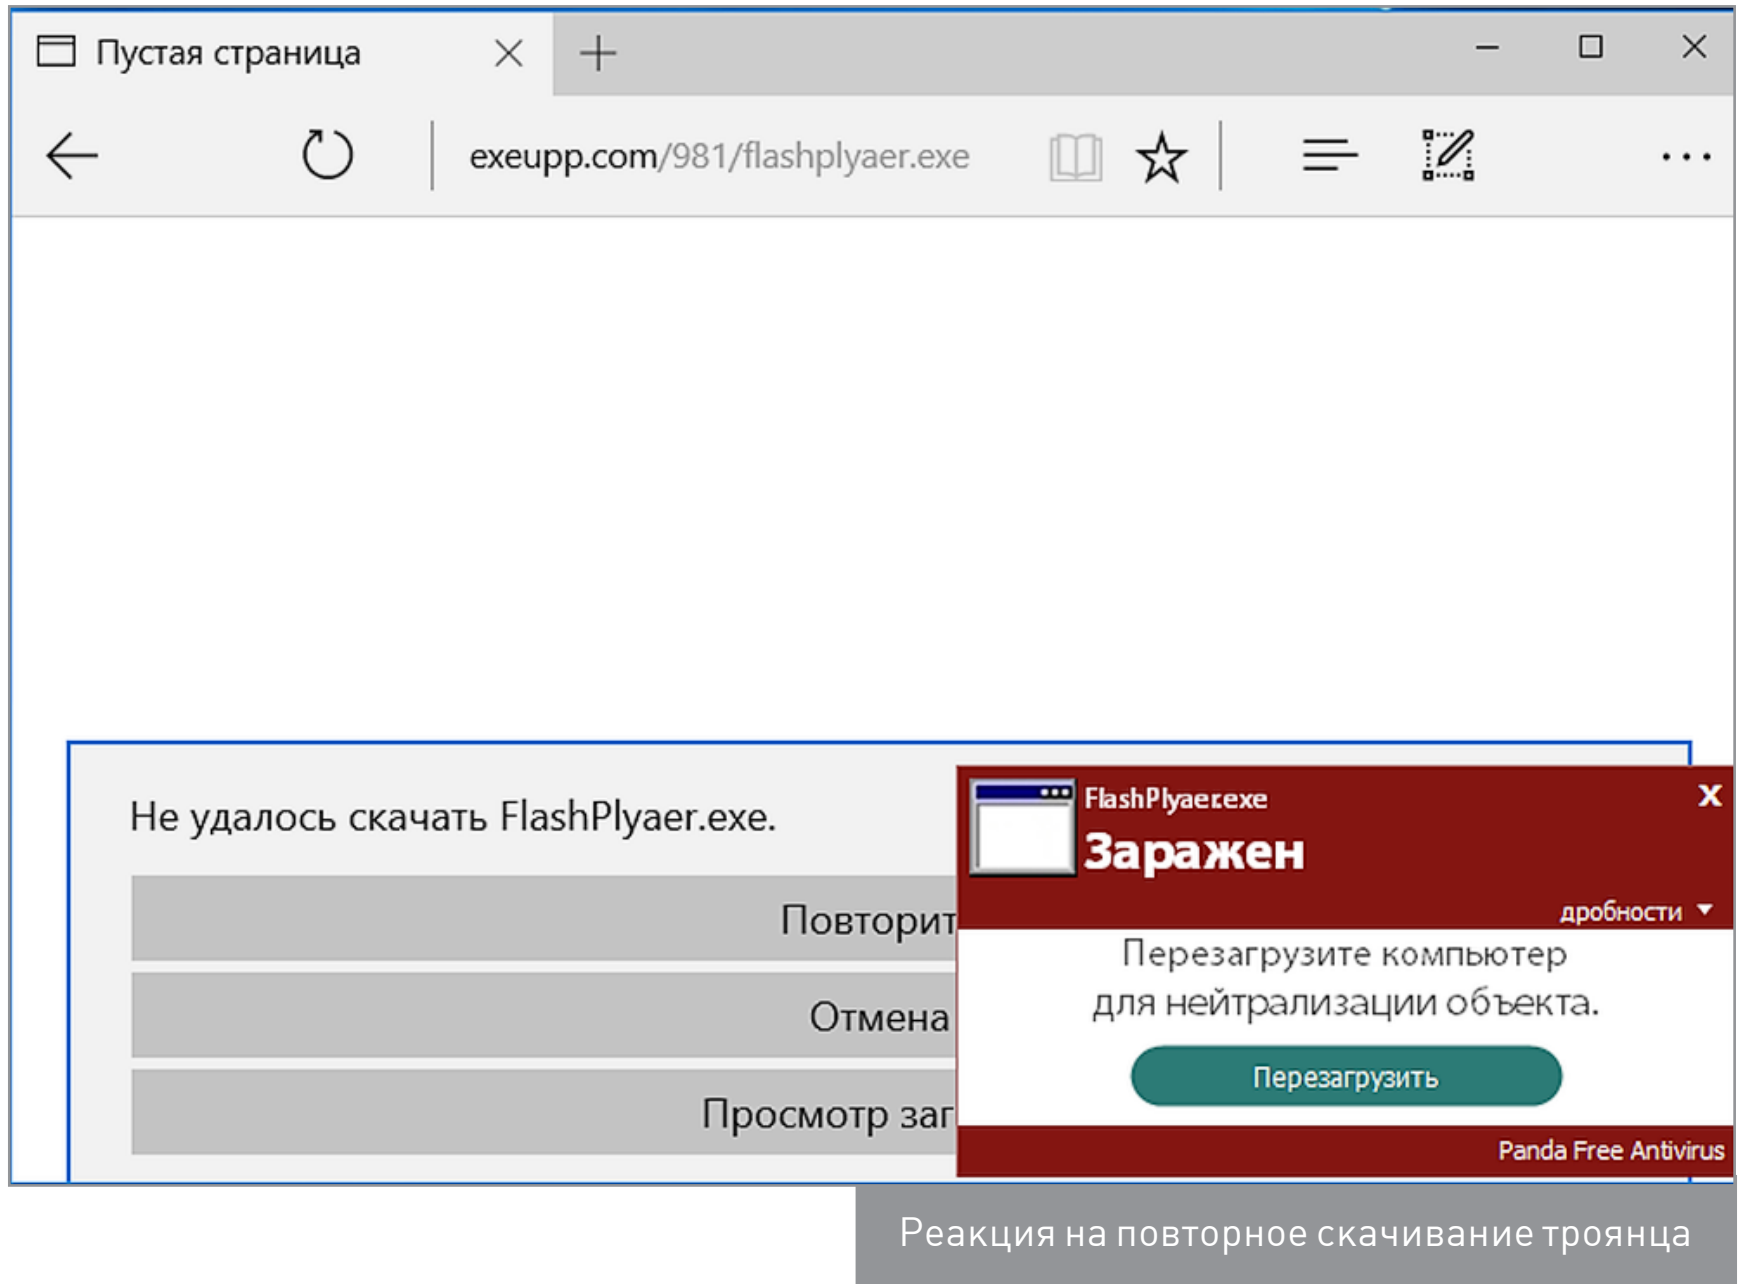 Пустая страница
exeupp.com/981/flashplyaer.exe
Не удалось скачать FlashPlyaer.exe.
Повторит
Отмена
Просмотр заг
FlashPlyaer.exe
Заражен
дробности
Перезагрузите компьютер
для нейтрализации объекта.
Перезагрузить
Panda Free Antivirus
Реакция на повторное скачивание троянца